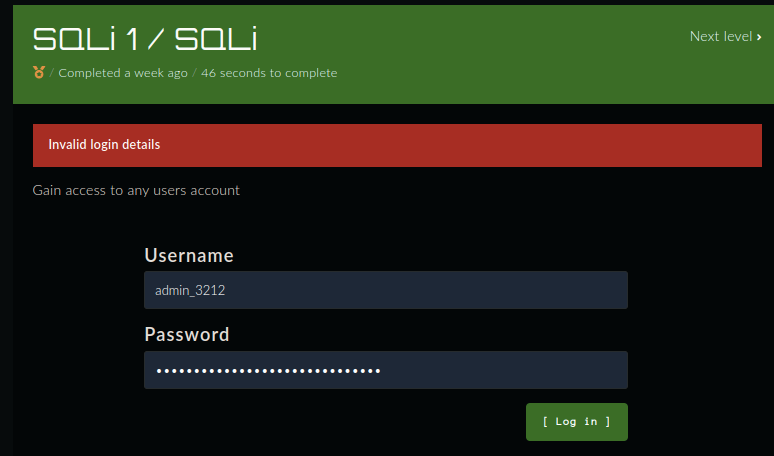 SQLi 1 / SQLi
Next level ›
/ Completed a week ago / 46 seconds to complete
Invalid login details
Gain access to any users account
Username
admin_3212
Password
•••••••••••••••••••••••••••••••
[ Log in ]